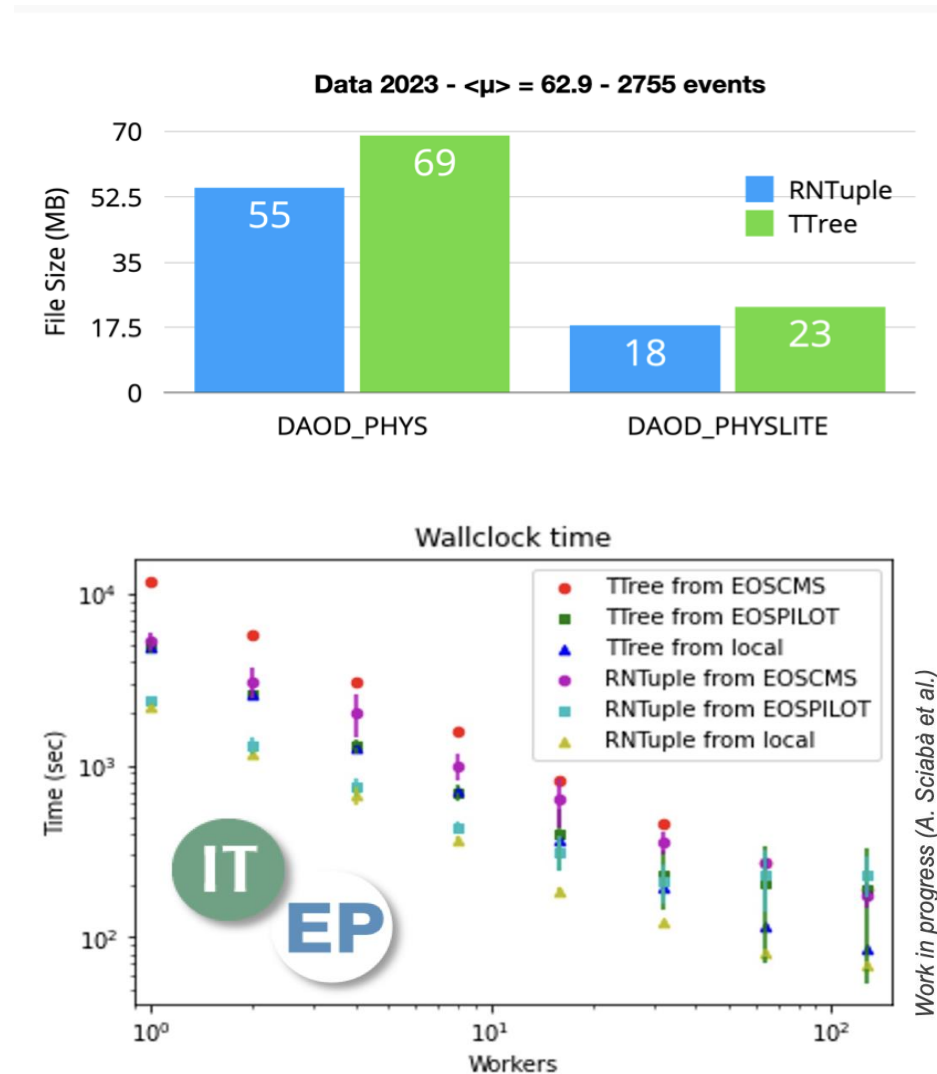 Data 2023 - <μ> = 62.9 - 2755 events
70
52.5
35
17.5
0
File Size (MB)
55
69
18
23
RNTuple
TTree
DAOD_PHYS
DAOD_PHYSLITE
Wallclock time
10⁴
10³
10²
Time (sec)
TTree from EOSCMS
TTree from EOSPILOT
TTree from local
RNTuple from EOSCMS
RNTuple from EOSPILOT
RNTuple from local
IT
EP
10⁰
10¹
10²
Workers
Work in progress (A. Sciabà et al.)